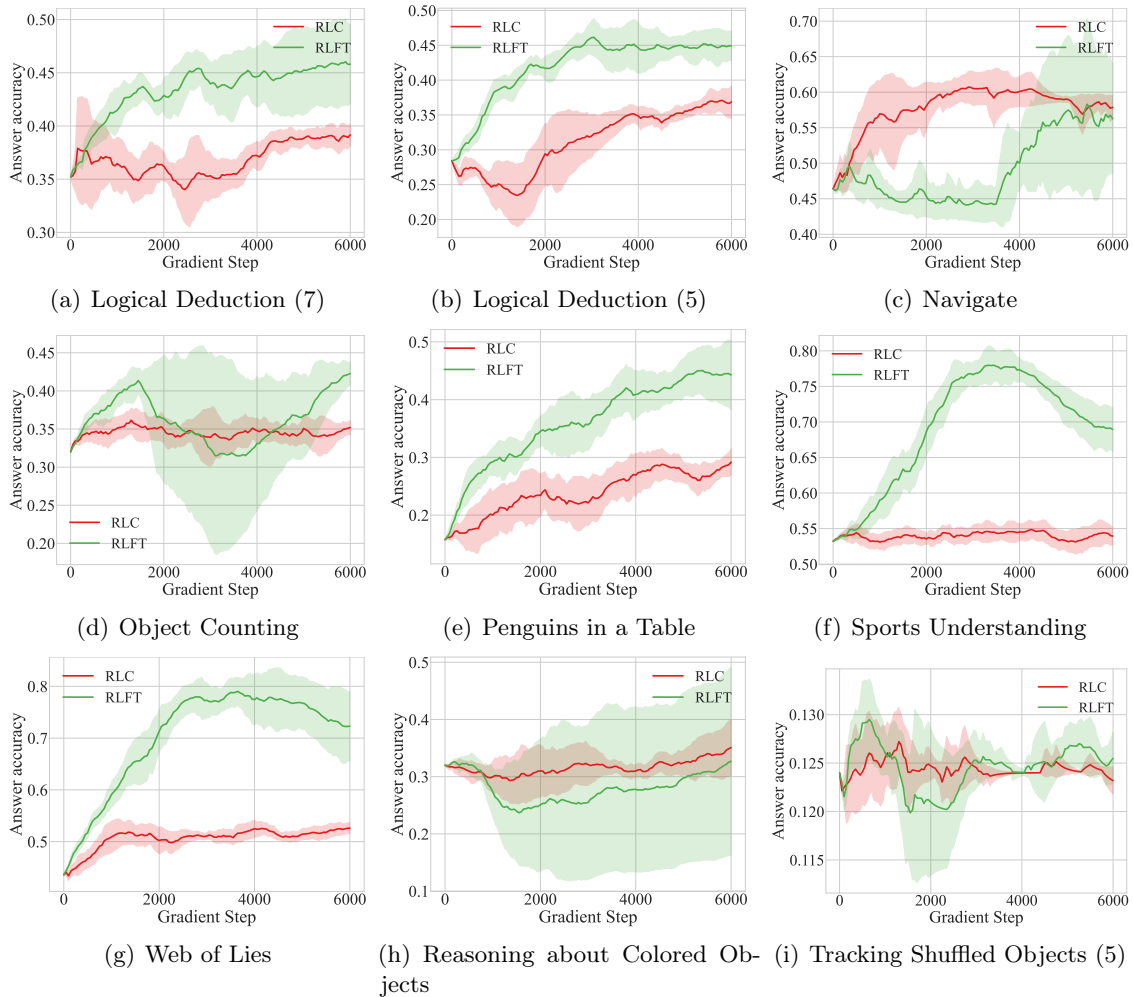 0.50
0.45
0.40
0.35
0.30
Answer accuracy
RLC
RLFT
0 2000 4000 6000
Gradient Step
(a) Logical Deduction (7)
0.50
0.45
0.40
0.35
0.30
0.25
0.20
Answer accuracy
RLC
RLFT
0 2000 4000 6000
Gradient Step
(b) Logical Deduction (5)
0.70
0.65
0.60
0.55
0.50
0.45
0.40
Answer accuracy
RLC
RLFT
0 2000 4000 6000
Gradient Step
(c) Navigate
0.45
0.40
0.35
0.30
0.25
0.20
Answer accuracy
RLC
RLFT
0 2000 4000 6000
Gradient Step
(d) Object Counting
0.5
0.4
0.3
0.2
Answer accuracy
RLC
RLFT
0 2000 4000 6000
Gradient Step
(e) Penguins in a Table
0.80
0.75
0.70
0.65
0.60
0.55
0.50
Answer accuracy
RLC
RLFT
0 2000 4000 6000
Gradient Step
(f) Sports Understanding
0.8
0.7
0.6
0.5
Answer accuracy
RLC
RLFT
0 2000 4000 6000
Gradient Step
(g) Web of Lies
0.5
0.4
0.3
0.2
0.1
Answer accuracy
RLC
RLFT
0 2000 4000 6000
Gradient Step
(h) Reasoning about Colored Ob-
jects
0.130
0.125
0.120
0.115
Answer accuracy
RLC
RLFT
0 2000 4000 6000
Gradient Step
(i) Tracking Shuffled Objects (5)